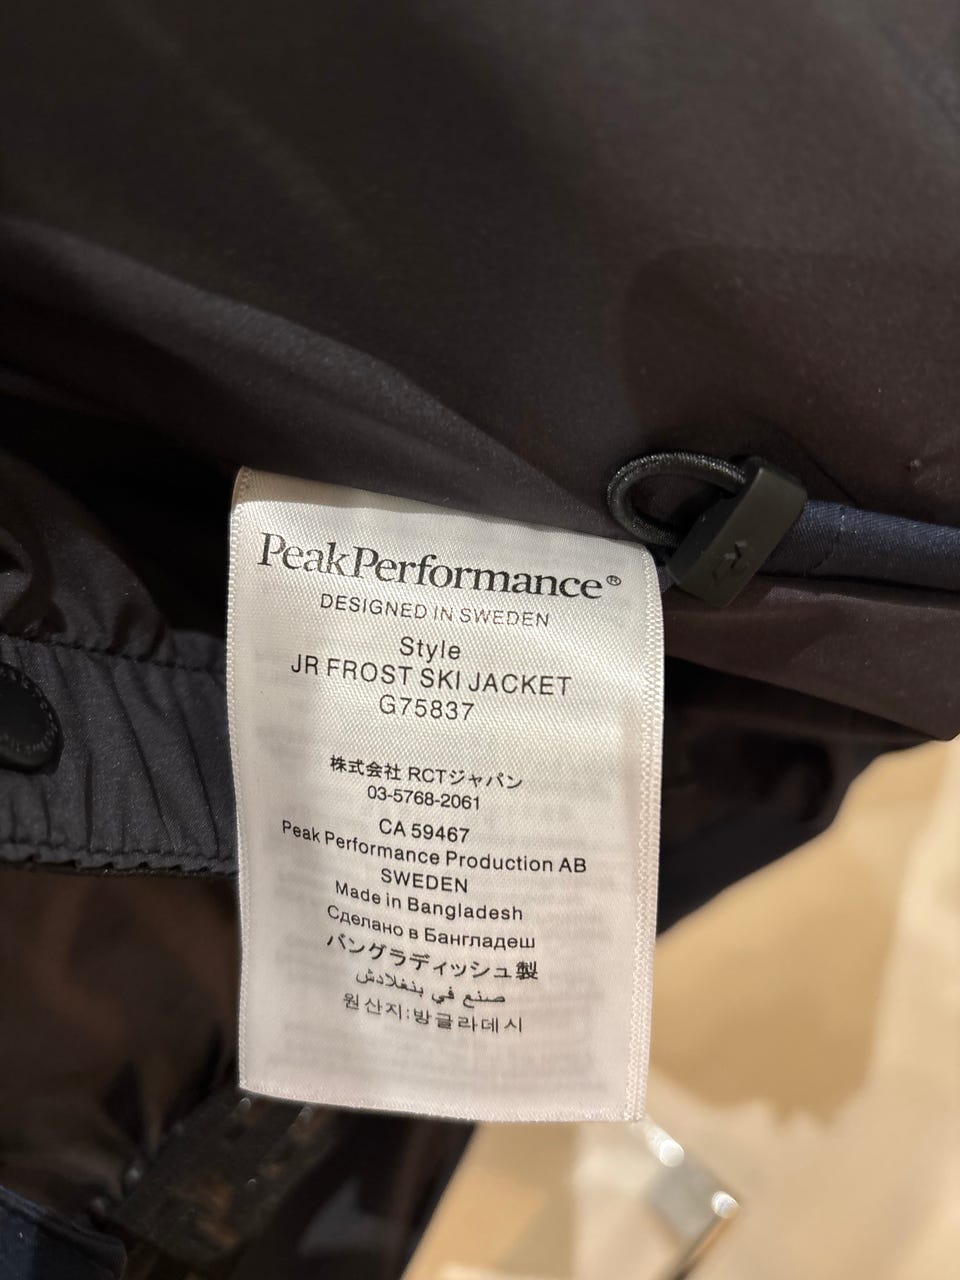 PeakPerformance®
DESIGNED IN SWEDEN
Style
JR FROST SKI JACKET
G75837
株式会社 RCTジャパン
03-5768-2061
CA 59467
Peak Performance Production AB
SWEDEN
Made in Bangladesh
Сделано в Бангладеш
バングラディッシュ製
صنع في بنغلادش
원산지:방글라데시